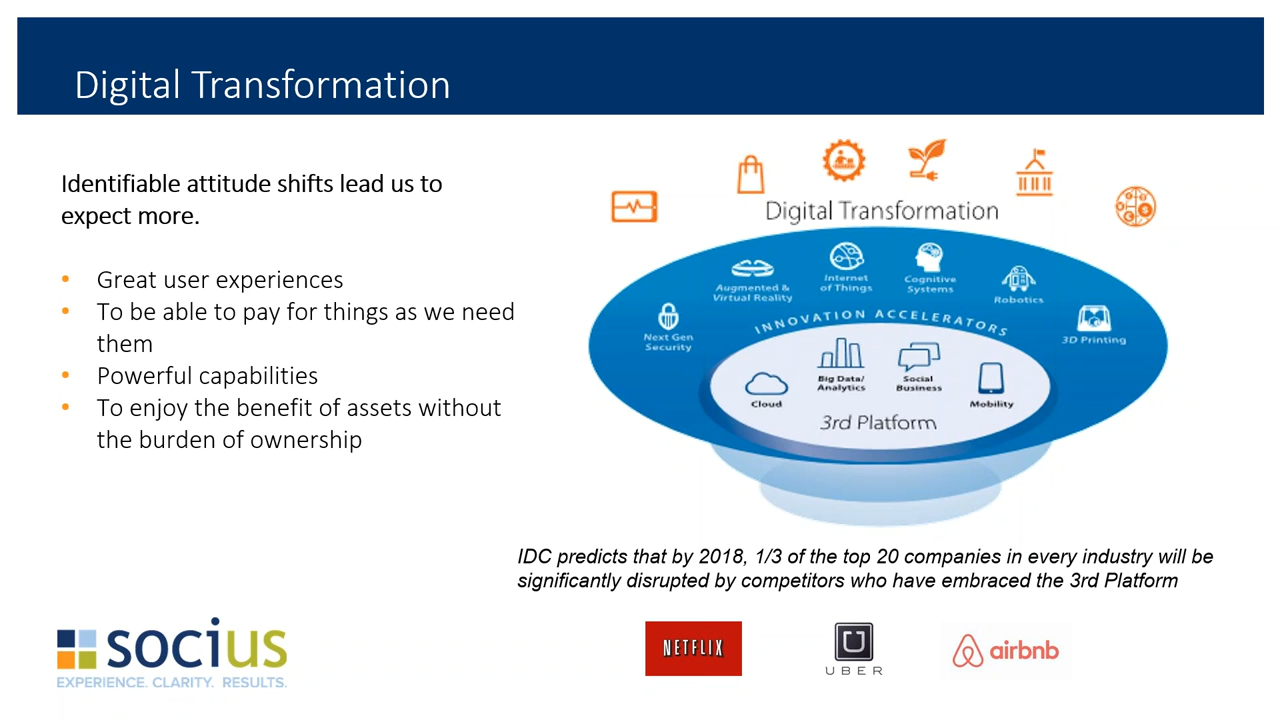 Digital Transformation
Identifiable attitude shifts lead us to
expect more.
• Great user experiences
• To be able to pay for things as we need
them
• Powerful capabilities
• To enjoy the benefit of assets without
the burden of ownership
Digital Transformation
Augmented &
Virtual Reality
Internet
of Things
Cognitive
Systems
Robotics
Next Gen
Security
3D Printing
INNOVATION ACCELERATORS
Cloud
Big Data/
Analytics
Social
Business
Mobility
3rd Platform
IDC predicts that by 2018, 1/3 of the top 20 companies in every industry will be
significantly disrupted by competitors who have embraced the 3rd Platform
socius
EXPERIENCE. CLARITY. RESULTS.
NETFLIX
U
UBER
airbnb